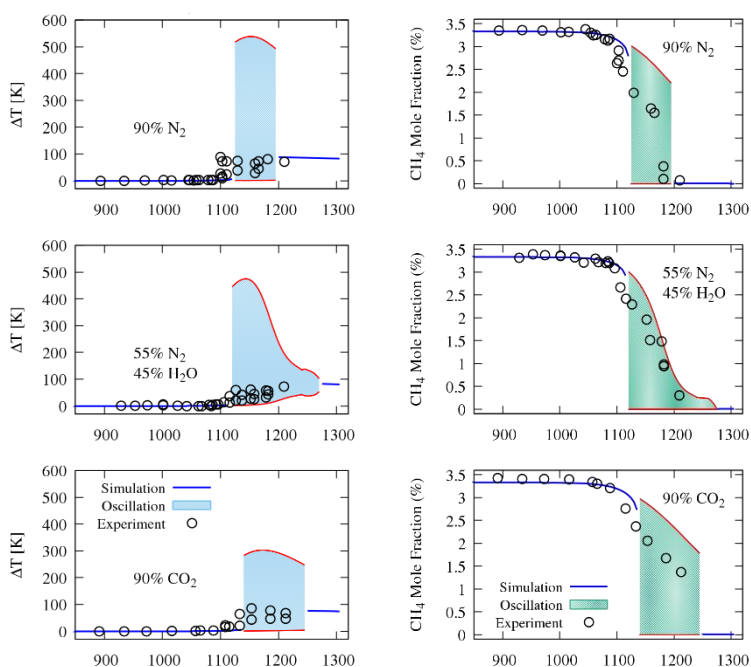 600
500
400
300
200
100
0
ΔT [K]
90% N₂
900 1000 1100 1200 1300
3.5
3
2.5
2
1.5
1
0.5
0
CH₄ Mole Fraction (%)
90% N₂
900 1000 1100 1200 1300
600
500
400
300
200
100
0
ΔT [K]
55% N₂
45% H₂O
900 1000 1100 1200 1300
3.5
3
2.5
2
1.5
1
0.5
0
CH₄ Mole Fraction (%)
55% N₂
45% H₂O
900 1000 1100 1200 1300
600
500
400
300
200
100
0
ΔT [K]
Simulation
Oscillation
Experiment
90% CO₂
900 1000 1100 1200 1300
3.5
3
2.5
2
1.5
1
0.5
0
CH₄ Mole Fraction (%)
90% CO₂
Simulation
Oscillation
Experiment
900 1000 1100 1200 1300